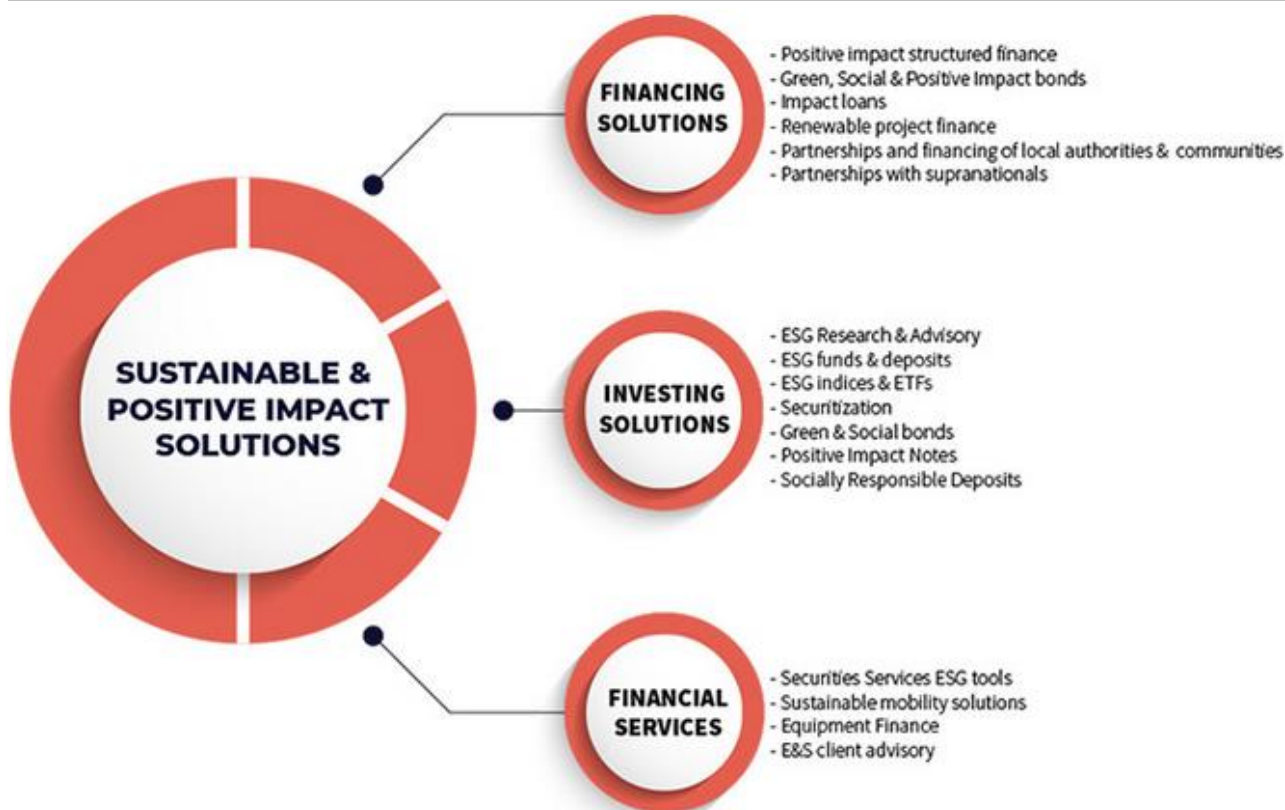 FINANCING
SOLUTIONS
- Positive impact structured finance
- Green, Social & Positive Impact bonds
- Impact loans
- Renewable project finance
- Partnerships and financing of local authorities & communities
- Partnerships with supranationals
SUSTAINABLE &
POSITIVE IMPACT
SOLUTIONS
INVESTING
SOLUTIONS
- ESG Research & Advisory
- ESG funds & deposits
- ESG indices & ETFs
- Securitization
- Green & Social bonds
- Positive Impact Notes
- Socially Responsible Deposits
FINANCIAL
SERVICES
- Securities Services ESG tools
- Sustainable mobility solutions
- Equipment Finance
- E&S client advisory